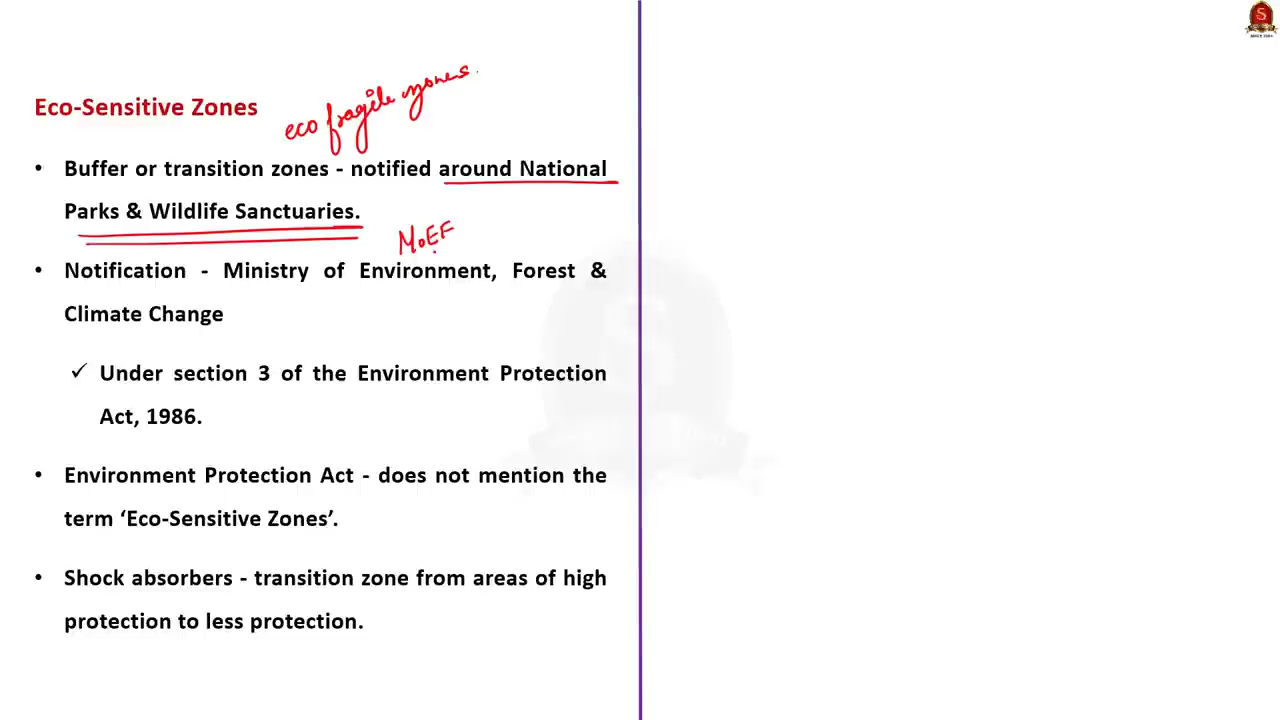 Eco-Sensitive Zones
eco fragile zones.
• Buffer or transition zones - notified around National
Parks & Wildlife Sanctuaries.
MoEF
• Notification - Ministry of Environment, Forest &
Climate Change
✓ Under section 3 of the Environment Protection
Act, 1986.
• Environment Protection Act - does not mention the
term ‘Eco-Sensitive Zones’.
• Shock absorbers - transition zone from areas of high
protection to less protection.
S